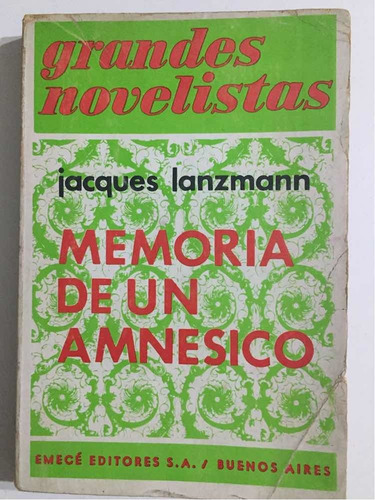 grandes
novelistas
jacques lanzmann
MEMORIA
DE UN
AMNESICO
EMECÉ EDITORES S.A. / BUENOS AIRES